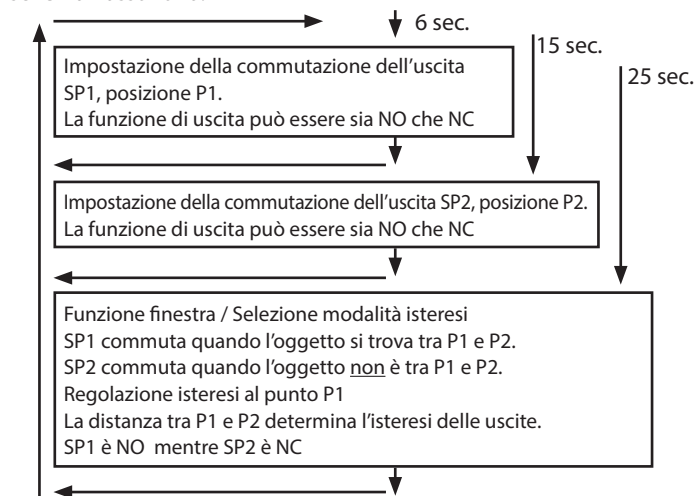 6 sec.
15 sec.
25 sec.
Impostazione della commutazione dell'uscita
SP1, posizione P1.
La funzione di uscita può essere sia NO che NC
Impostazione della commutazione dell'uscita SP2, posizione P2.
La funzione di uscita può essere sia NO che NC
Funzione finestra / Selezione modalità isteresi
SP1 commuta quando l'oggetto si trova tra P1 e P2.
SP2 commuta quando l'oggetto non è tra P1 e P2.
Regolazione isteresi al punto P1
La distanza tra P1 e P2 determina l'isteresi delle uscite.
SP1 è NO mentre SP2 è NC